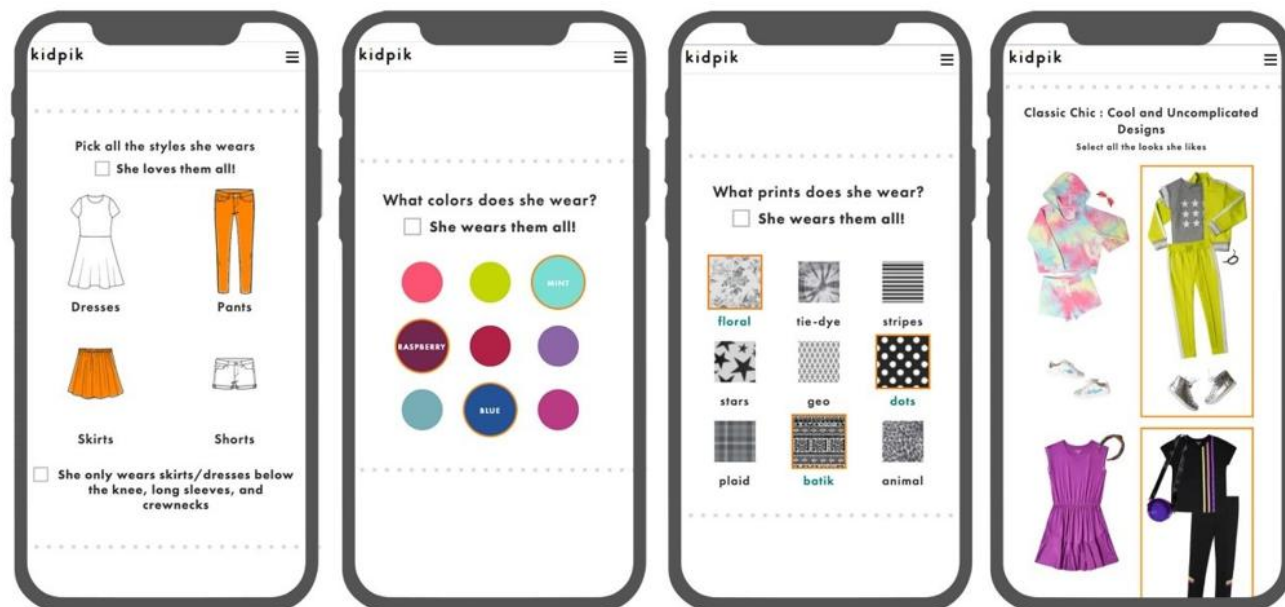 kidpik
Pick all the styles she wears
She loves them all!
Dresses
Pants
Skirts
Shorts
She only wears skirts/dresses below
the knee, long sleeves, and
crewnecks
kidpik
What colors does she wear?
She wears them all!
MINT
RASPBERRY
BLUE
kidpik
What prints does she wear?
She wears them all!
floral
tie-dye
stripes
stars
geo
dots
plaid
batik
animal
kidpik
Classic Chic : Cool and Uncomplicated
Designs
Select all the looks she likes